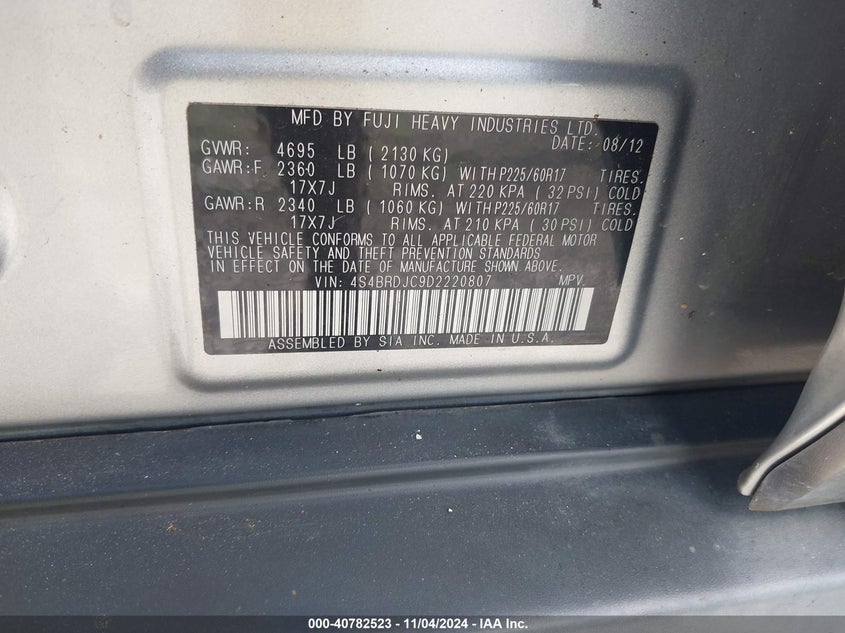 MFD BY FUJI HEAVY INDUSTRIES LTD.
DATE: 08/12
GVWR: 4695 LB ( 2130 KG)
GAWR:F 2360 LB ( 1070 KG) WITH P225/60R17 TIRES.
17X7J RIMS. AT 220 KPA ( 32 PSI) COLD
GAWR:R 2340 LB ( 1060 KG) WITH P225/60R17 TIRES.
17X7J RIMS. AT 210 KPA ( 30 PSI) COLD
THIS VEHICLE CONFORMS TO ALL APPLICABLE FEDERAL MOTOR
VEHICLE SAFETY AND THEFT PREVENTION STANDARDS
IN EFFECT ON THE DATE OF MANUFACTURE SHOWN ABOVE.
VIN: 4S4BRDJC9D2220807 MPV
ASSEMBLED BY SIA INC. MADE IN U.S.A.
000-40782523 - 11/04/2024 - IAA Inc.